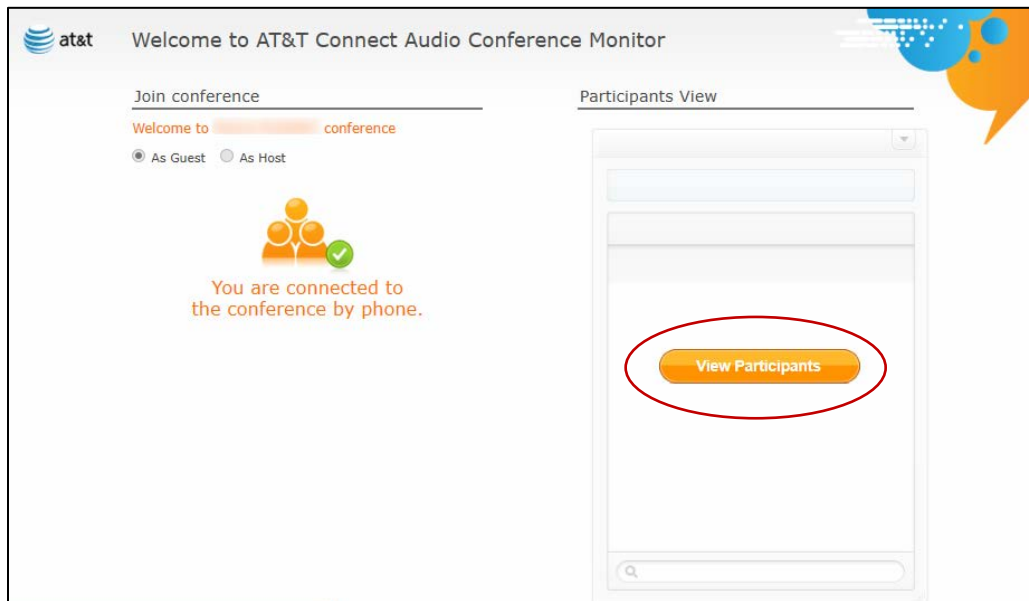 at&t
Welcome to AT&T Connect Audio Conference Monitor
Join conference
Welcome to conference
As Guest As Host
You are connected to
the conference by phone.
Participants View
View Participants